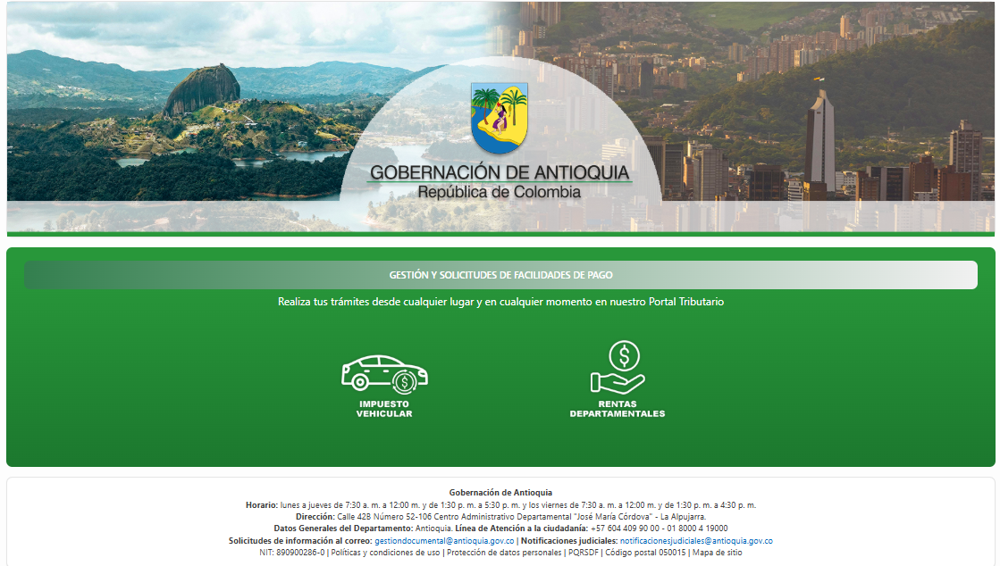 GOBERNACIÓN DE ANTIOQUIA
República de Colombia
GESTIÓN Y SOLICITUDES DE FACILIDADES DE PAGO
Realiza tus trámites desde cualquier lugar y en cualquier momento en nuestro Portal Tributario
IMPUESTO
VEHICULAR
RENTAS
DEPARTAMENTALES
Gobernación de Antioquia
Horario: lunes a jueves de 7:30 a. m. a 12:00 m. y de 1:30 p. m. a 5:30 p. m. y los viernes de 7:30 a. m. a 12:00 m. y de 1:30 p. m. a 4:30 p. m.
Dirección: Calle 42B Número 52-106 Centro Administrativo Departamental "José María Córdova" - La Alpujarra.
Datos Generales del Departamento: Antioquia. Línea de Atención a la ciudadanía: +57 604 409 90 00 - 01 8000 4 19000
Solicitudes de información al correo: gestiondocumental@antioquia.gov.co | Notificaciones judiciales: notificacionesjudiciales@antioquia.gov.co
NIT: 890900286-0 | Políticas y condiciones de uso | Protección de datos personales | PQRSDF | Código postal 050015 | Mapa de sitio